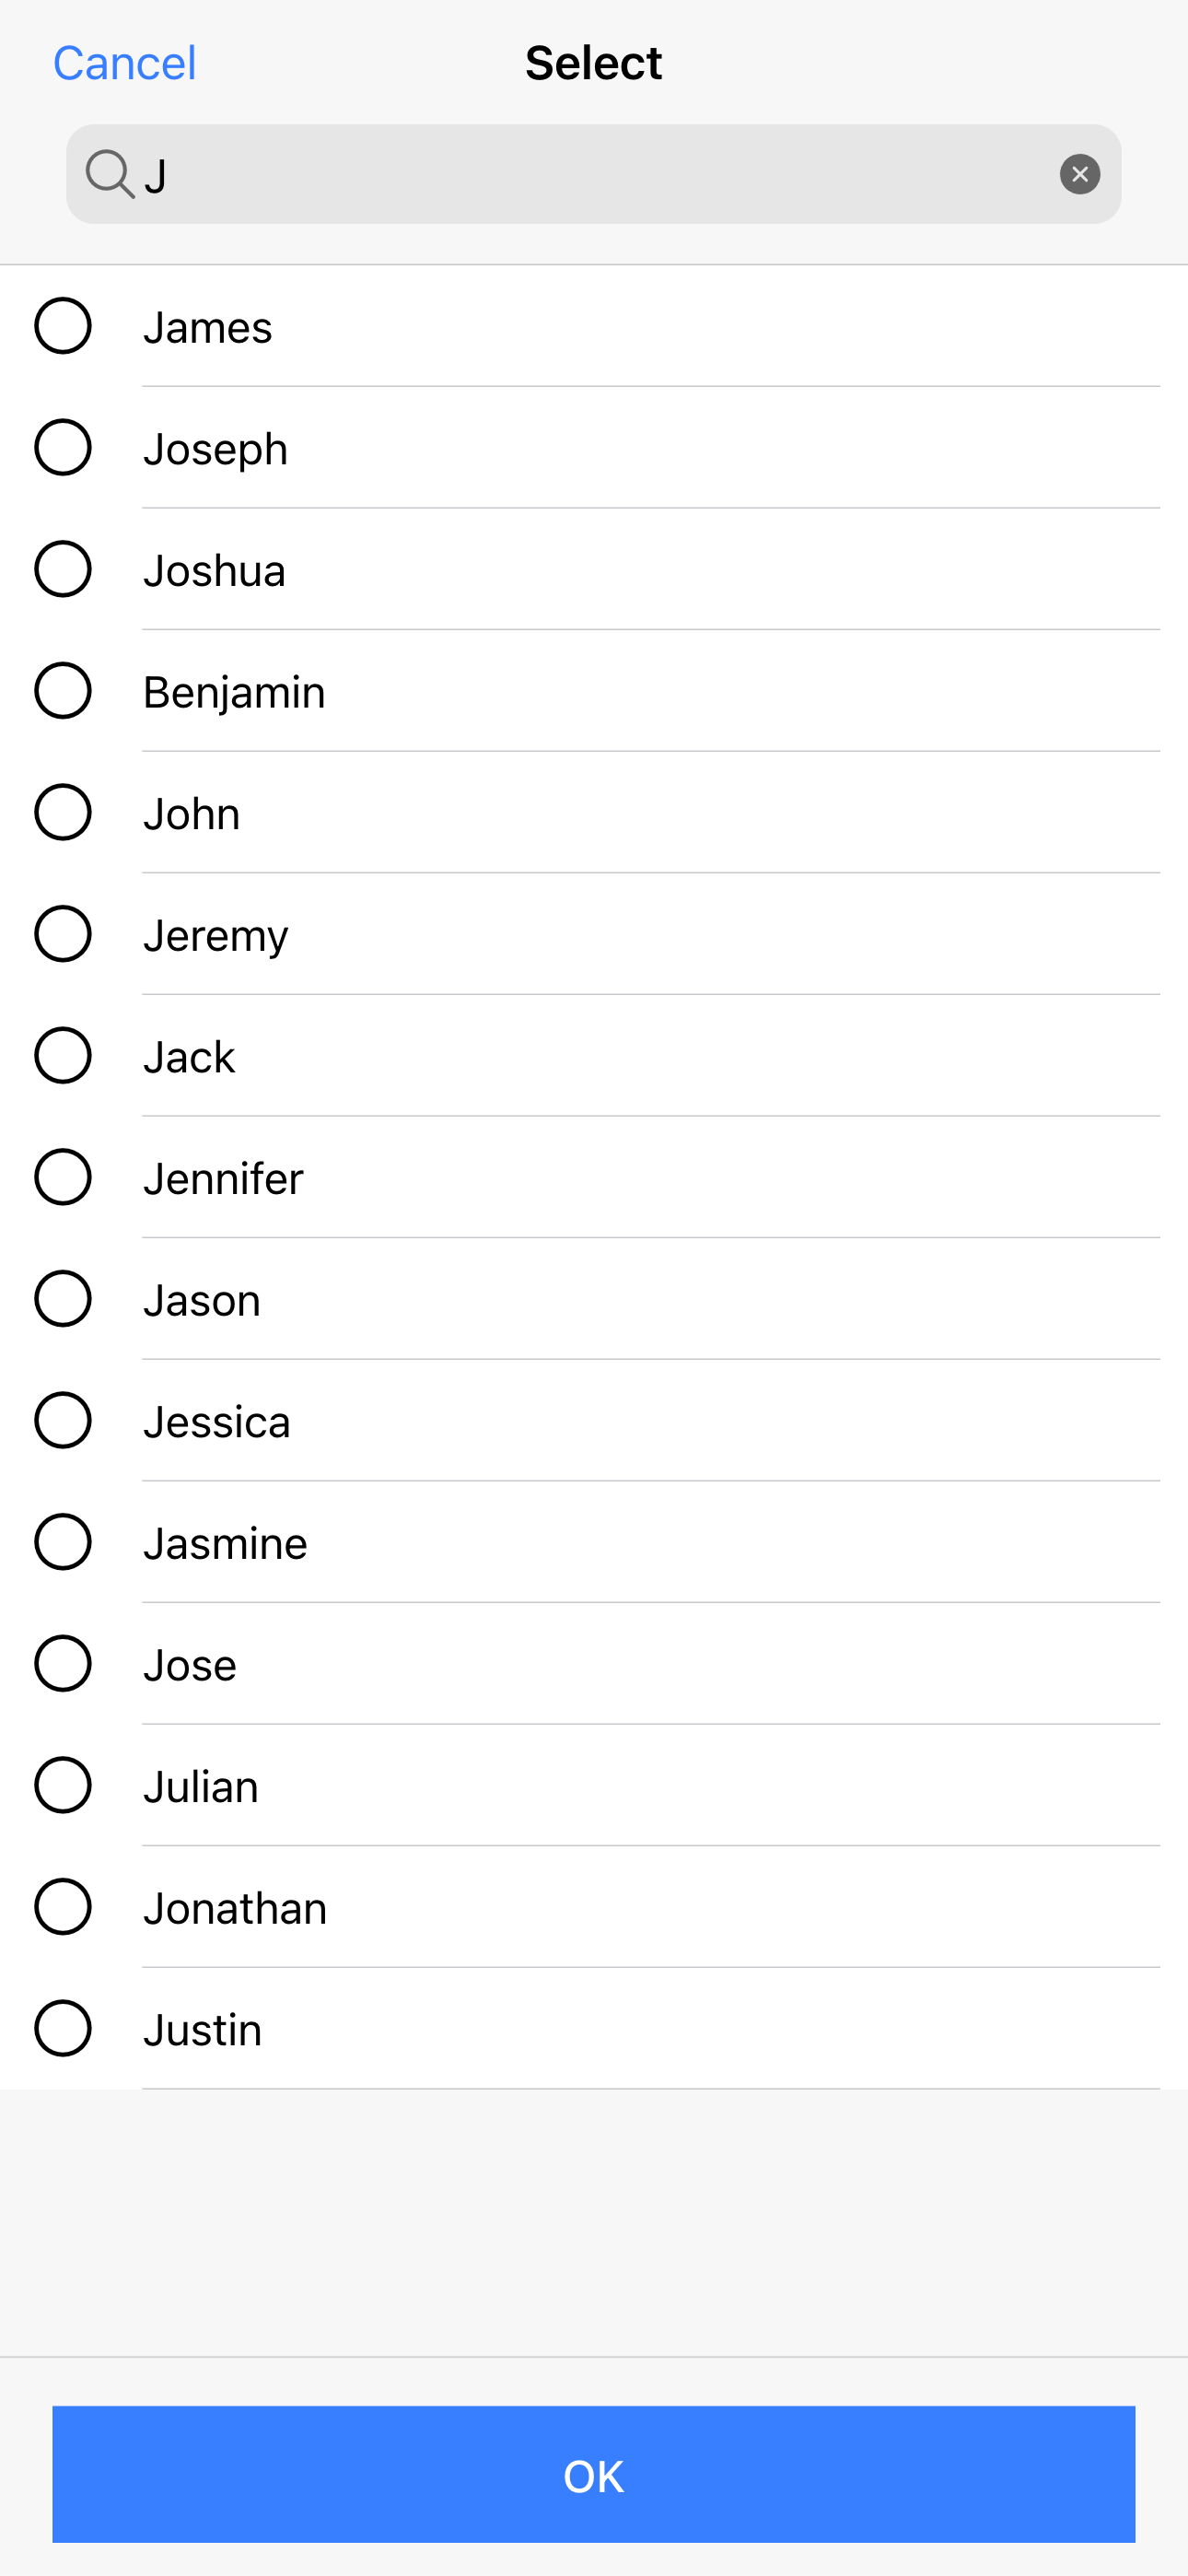 Cancel Select
J
James
Joseph
Joshua
Benjamin
John
Jeremy
Jack
Jennifer
Jason
Jessica
Jasmine
Jose
Julian
Jonathan
Justin
OK